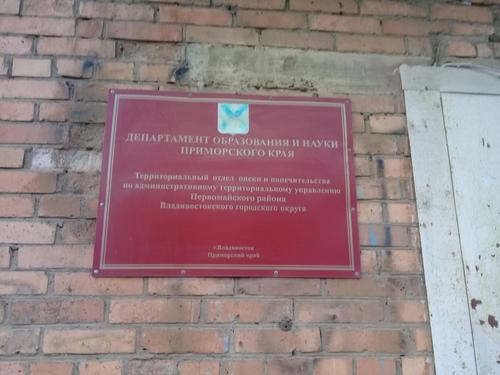 ДЕПАРТАМЕНТ ОБРАЗОВАНИЯ И НАУКИ
ПРИМОРСКОГО КРАЯ
Территориальный отдел опеки и попечительства
по административному территориальному управлению
Первомайского района
Владивостокского городского округа
г.Владивосток
Приморский край